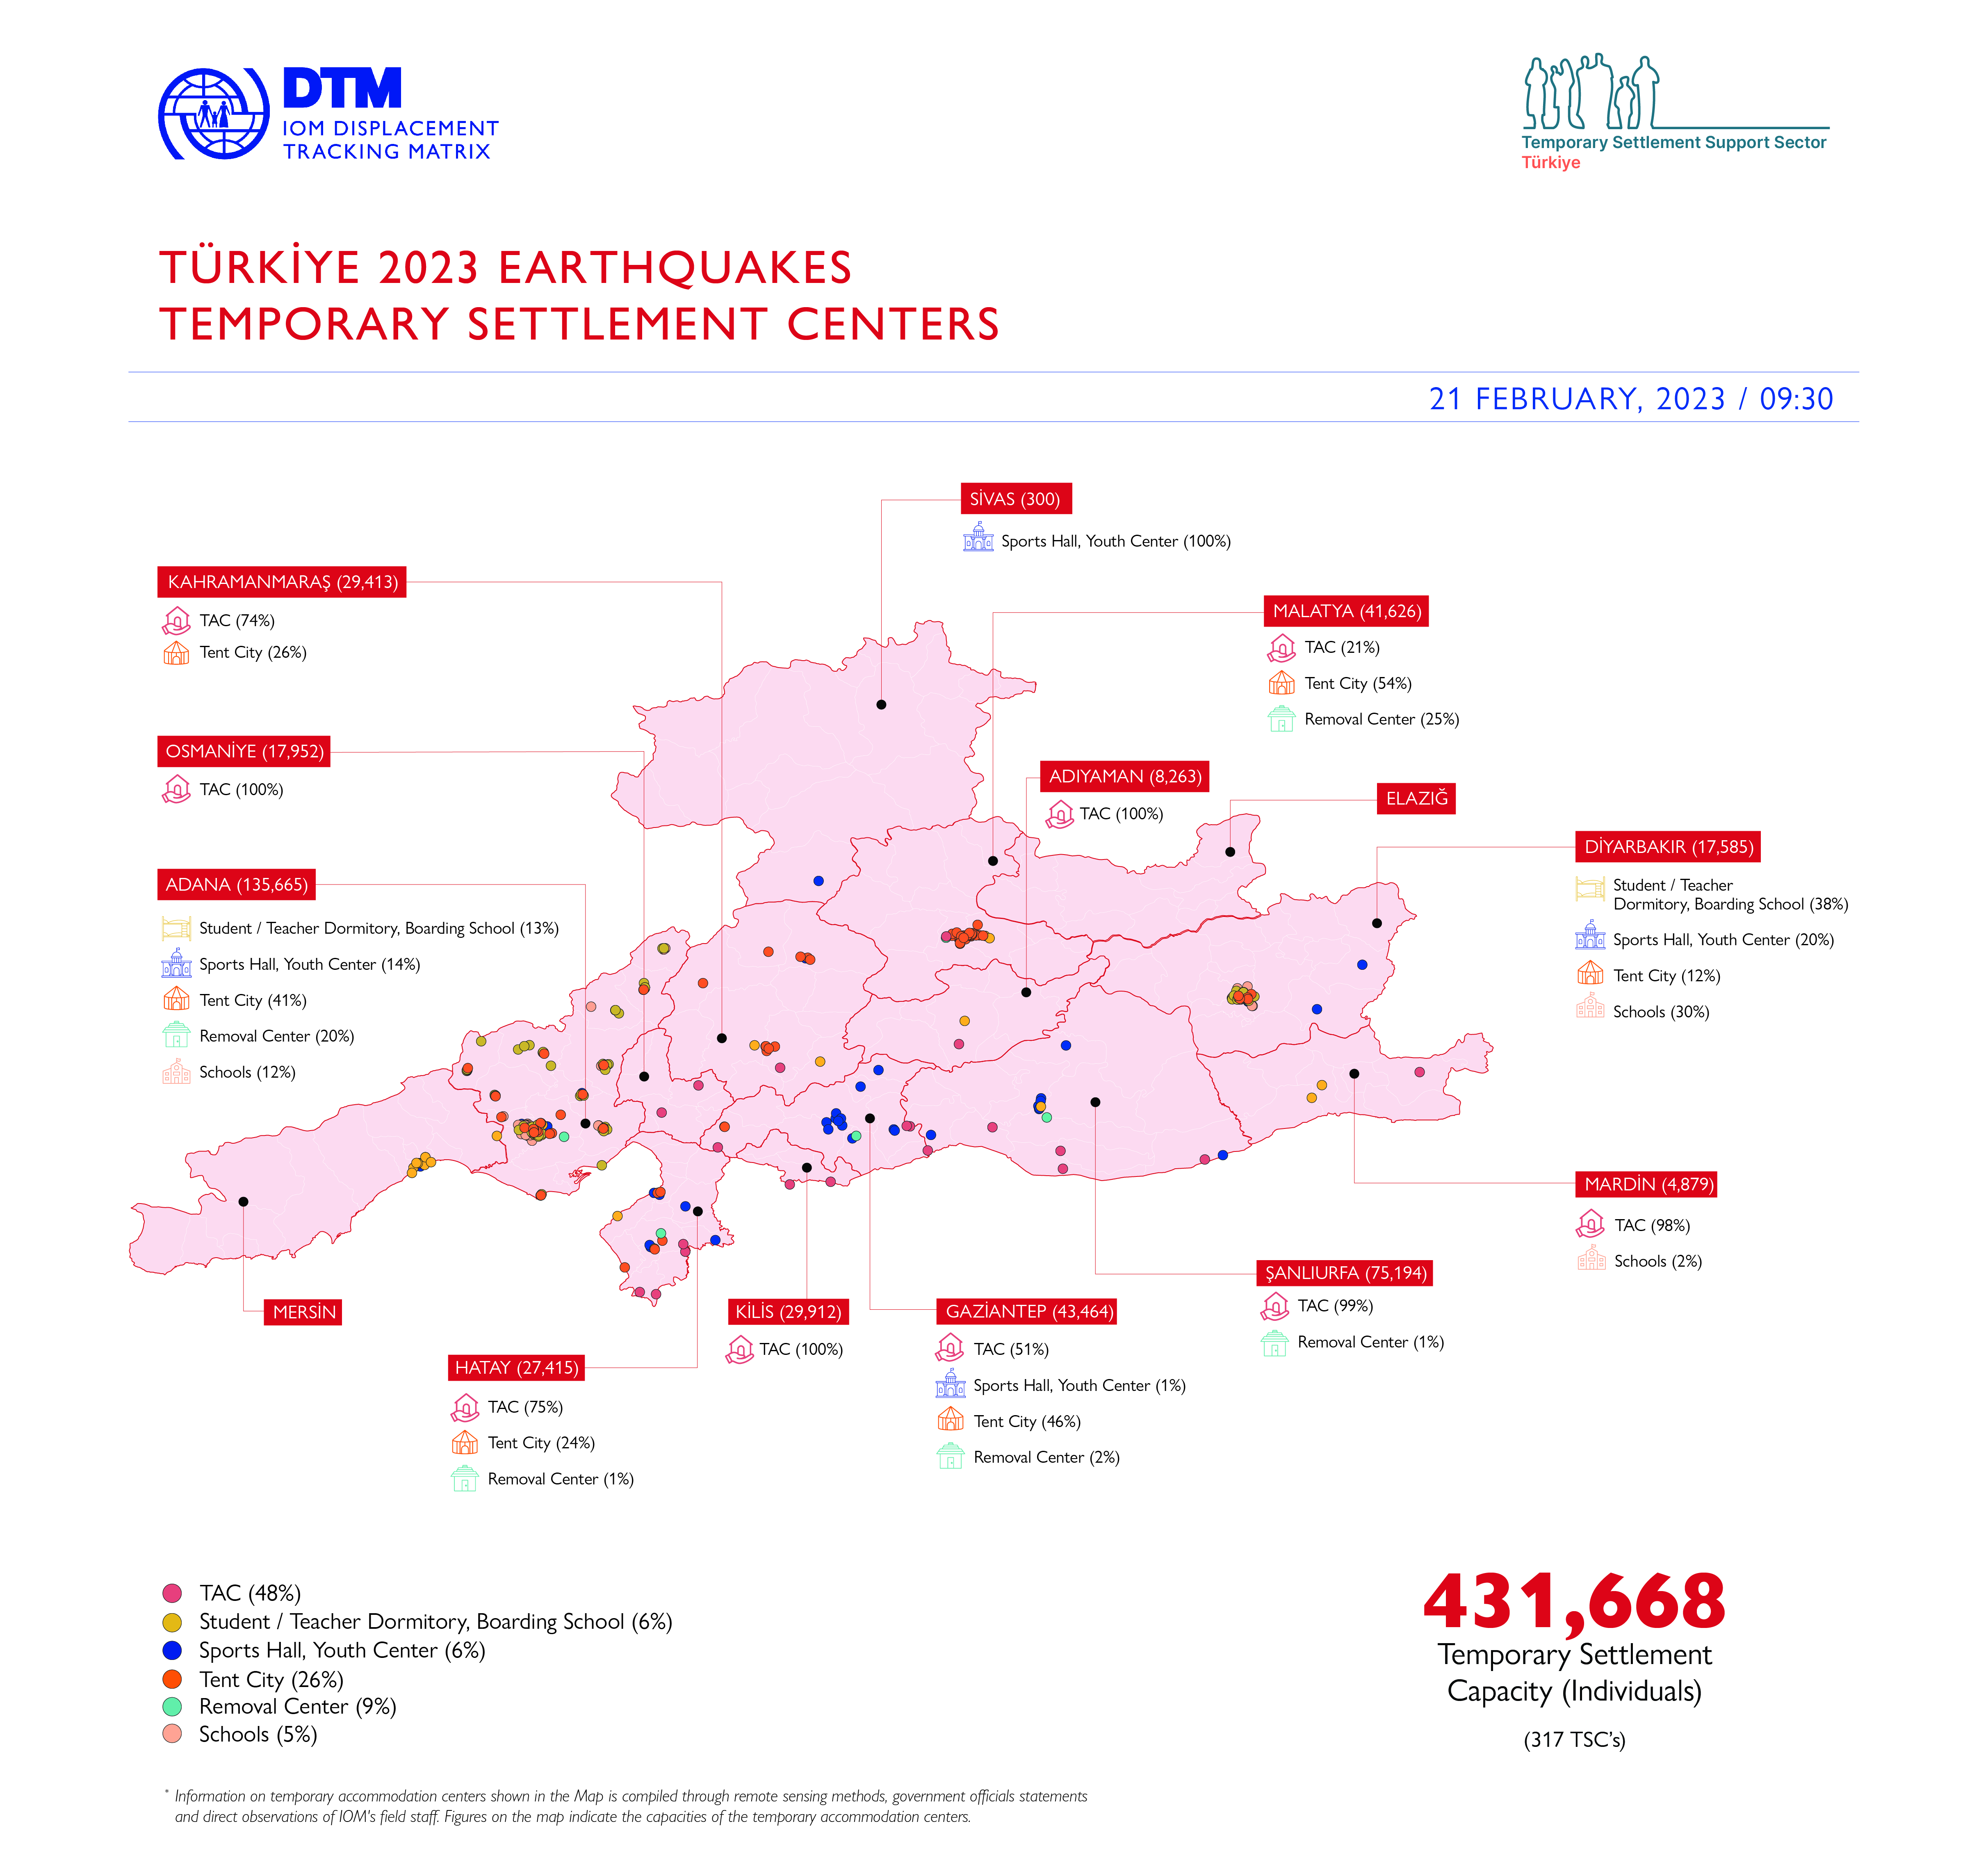 DTM
IOM DISPLACEMENT
TRACKING MATRIX
Temporary Settlement Support Sector
Türkiye
TÜRKİYE 2023 EARTHQUAKES
TEMPORARY SETTLEMENT CENTERS
21 FEBRUARY, 2023 / 09:30
SİVAS (300)
Sports Hall, Youth Center (100%)
KAHRAMANMARAŞ (29,413)
TAC (74%)
Tent City (26%)
MALATYA (41,626)
TAC (21%)
Tent City (54%)
Removal Center (25%)
OSMANİYE (17,952)
TAC (100%)
ADIYAMAN (8,263)
TAC (100%)
ELAZIĞ
DİYARBAKIR (17,585)
Student / Teacher
Dormitory, Boarding School (38%)
Sports Hall, Youth Center (20%)
Tent City (12%)
Schools (30%)
ADANA (135,665)
Student / Teacher Dormitory, Boarding School (13%)
Sports Hall, Youth Center (14%)
Tent City (41%)
Removal Center (20%)
Schools (12%)
MARDİN (4,879)
TAC (98%)
Schools (2%)
ŞANLIURFA (75,194)
TAC (99%)
Removal Center (1%)
MERSİN
KİLİS (29,912)
TAC (100%)
GAZİANTEP (43,464)
TAC (51%)
Sports Hall, Youth Center (1%)
Tent City (46%)
Removal Center (2%)
HATAY (27,415)
TAC (75%)
Tent City (24%)
Removal Center (1%)
TAC (48%)
Student / Teacher Dormitory, Boarding School (6%)
Sports Hall, Youth Center (6%)
Tent City (26%)
Removal Center (9%)
Schools (5%)
431,668
Temporary Settlement
Capacity (Individuals)
(317 TSC's)
* Information on temporary accommodation centers shown in the Map is compiled through remote sensing methods, government officials statements
and direct observations of IOM's field staff. Figures on the map indicate the capacities of the temporary accommodation centers.